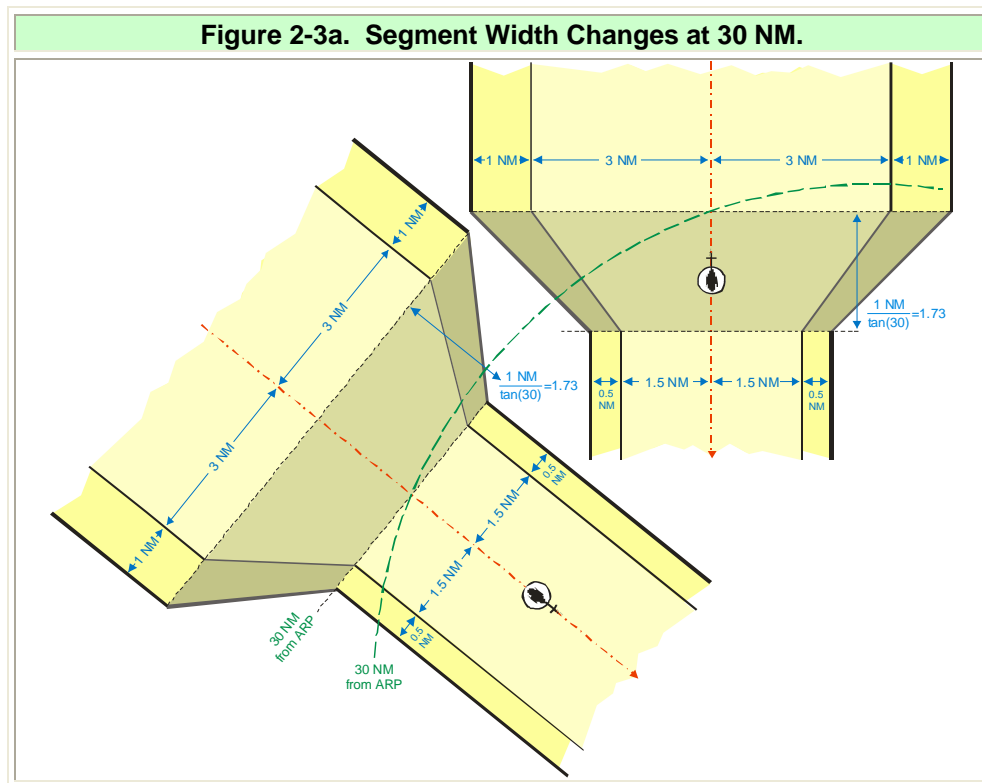 Figure 2-3a. Segment Width Changes at 30 NM.
1 NM
3 NM
3 NM
1 NM
1 NM
tan(30)
=1.73
1.5 NM
1.5 NM
0.5
NM
0.5
NM
1 NM
3 NM
3 NM
1 NM
1 NM
tan(30)
=1.73
0.5
NM
1.5 NM
1.5 NM
0.5
NM
30 NM
from ARP
30 NM
from ARP